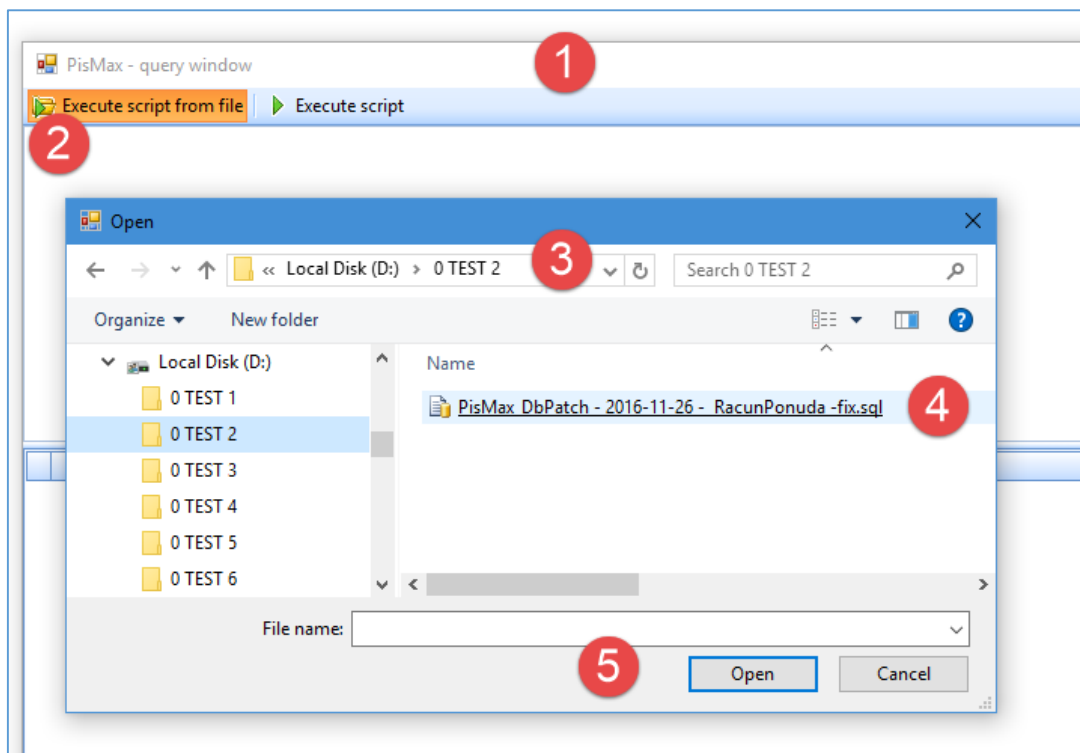 PisMax - query window
1
Execute script from file
Execute script
2
Open
« Local Disk (D:) > 0 TEST 2
3
Search 0 TEST 2
Organize
New folder
?
Local Disk (D:)
Name
0 TEST 1
PisMax DbPatch - 2016-11-26 - RacunPonuda -fix.sql
4
0 TEST 2
0 TEST 3
0 TEST 4
0 TEST 5
0 TEST 6
File name:
5
Open
Cancel